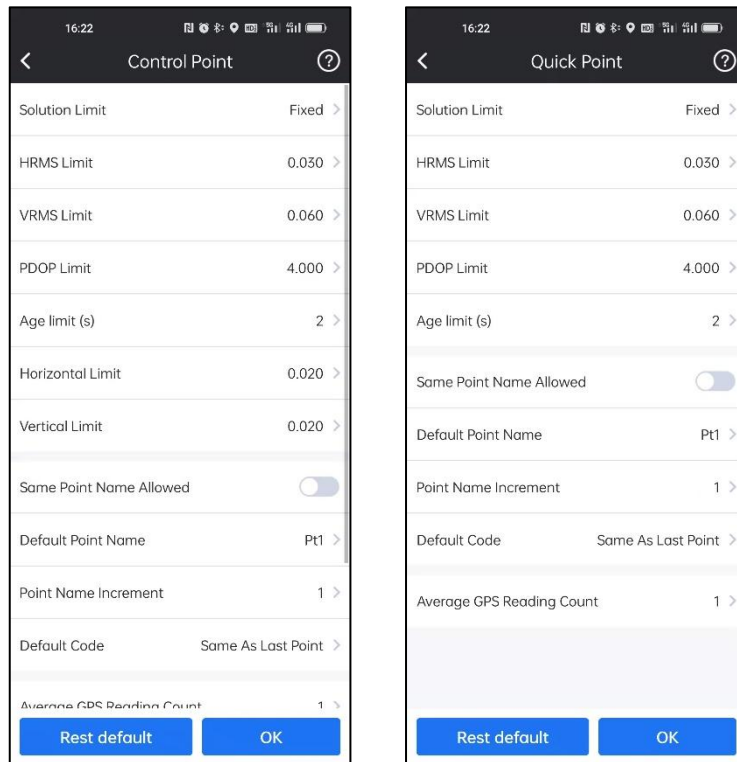 16:22
Control Point
Solution Limit Fixed
HRMS Limit 0.030
VRMS Limit 0.060
PDOP Limit 4.000
Age limit (s) 2
Horizontal Limit 0.020
Vertical Limit 0.020
Same Point Name Allowed
Default Point Name Pt1
Point Name Increment 1
Default Code Same As Last Point
Average GPS Reading Count 1
Rest default OK
16:22
Quick Point
Solution Limit Fixed
HRMS Limit 0.030
VRMS Limit 0.060
PDOP Limit 4.000
Age limit (s) 2
Same Point Name Allowed
Default Point Name Pt1
Point Name Increment 1
Default Code Same As Last Point
Average GPS Reading Count 1
Rest default OK